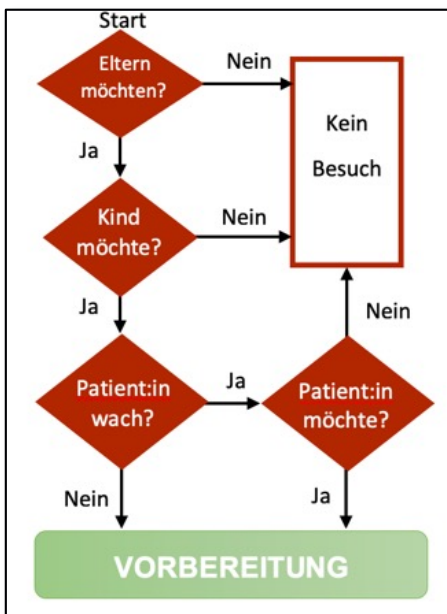 Start
Eltern
möchten?
Nein
Kein
Besuch
Ja
Kind
möchte?
Nein
Ja
Nein
Patient:in
wach?
Ja
Patient:in
möchte?
Nein
Ja
VORBEREITUNG